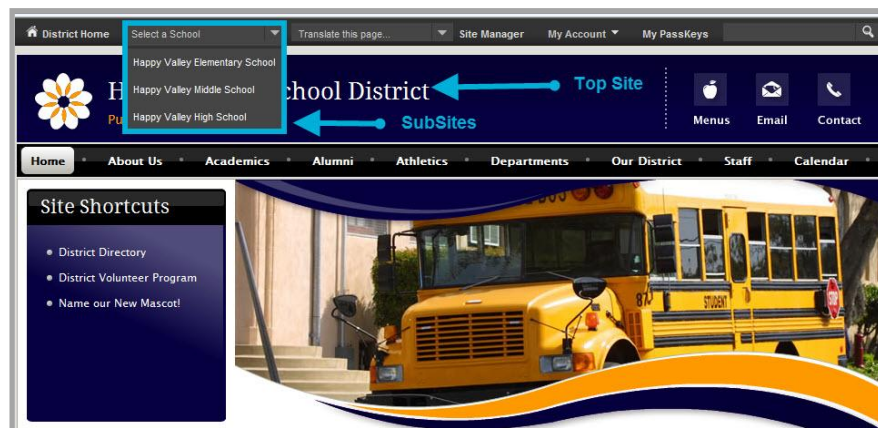 District Home Select a School Translate this page... Site Manager My Account My PassKeys
Happy Valley Elementary School
Happy Valley Middle School
Happy Valley High School
H chool District
Pu
Top Site
SubSites
Menus Email Contact
Home About Us Academics Alumni Athletics Departments Our District Staff Calendar
Site Shortcuts
District Directory
District Volunteer Program
Name our New Mascot!
87
STUDENT
STOP